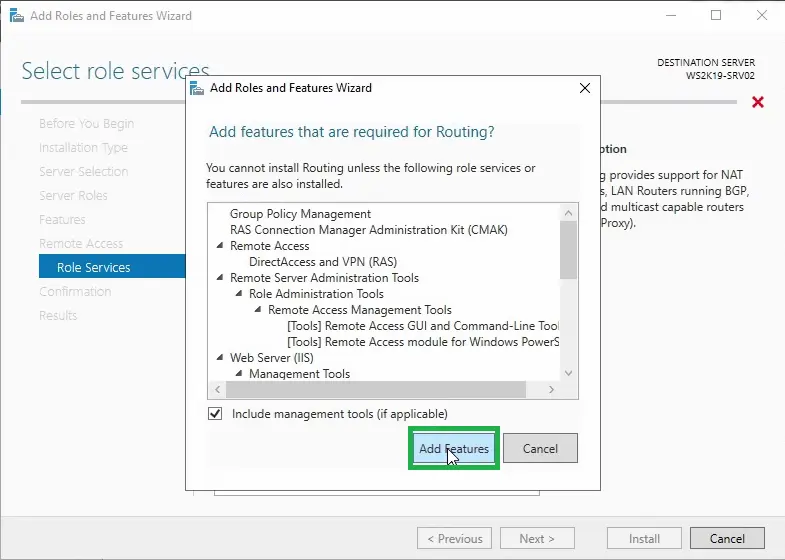 Add Roles and Features Wizard
Select role services
DESTINATION SERVER
WS2K19-SRV02
Before You Begin
Installation Type
Server Selection
Server Roles
Features
Remote Access
Role Services
Confirmation
Results
Add Roles and Features Wizard
Add features that are required for Routing?
You cannot install Routing unless the following role services or
features are also installed.
Group Policy Management
RAS Connection Manager Administration Kit (CMAK)
Remote Access
DirectAccess and VPN (RAS)
Remote Server Administration Tools
Role Administration Tools
Remote Access Management Tools
[Tools] Remote Access GUI and Command-Line Tool
[Tools] Remote Access module for Windows PowerS
Web Server (IIS)
Management Tools
Include management tools (if applicable)
Add Features
Cancel
ption
g provides support for NAT
s, LAN Routers running BGP,
d multicast capable routers
Proxy).
< Previous
Next >
Install
Cancel